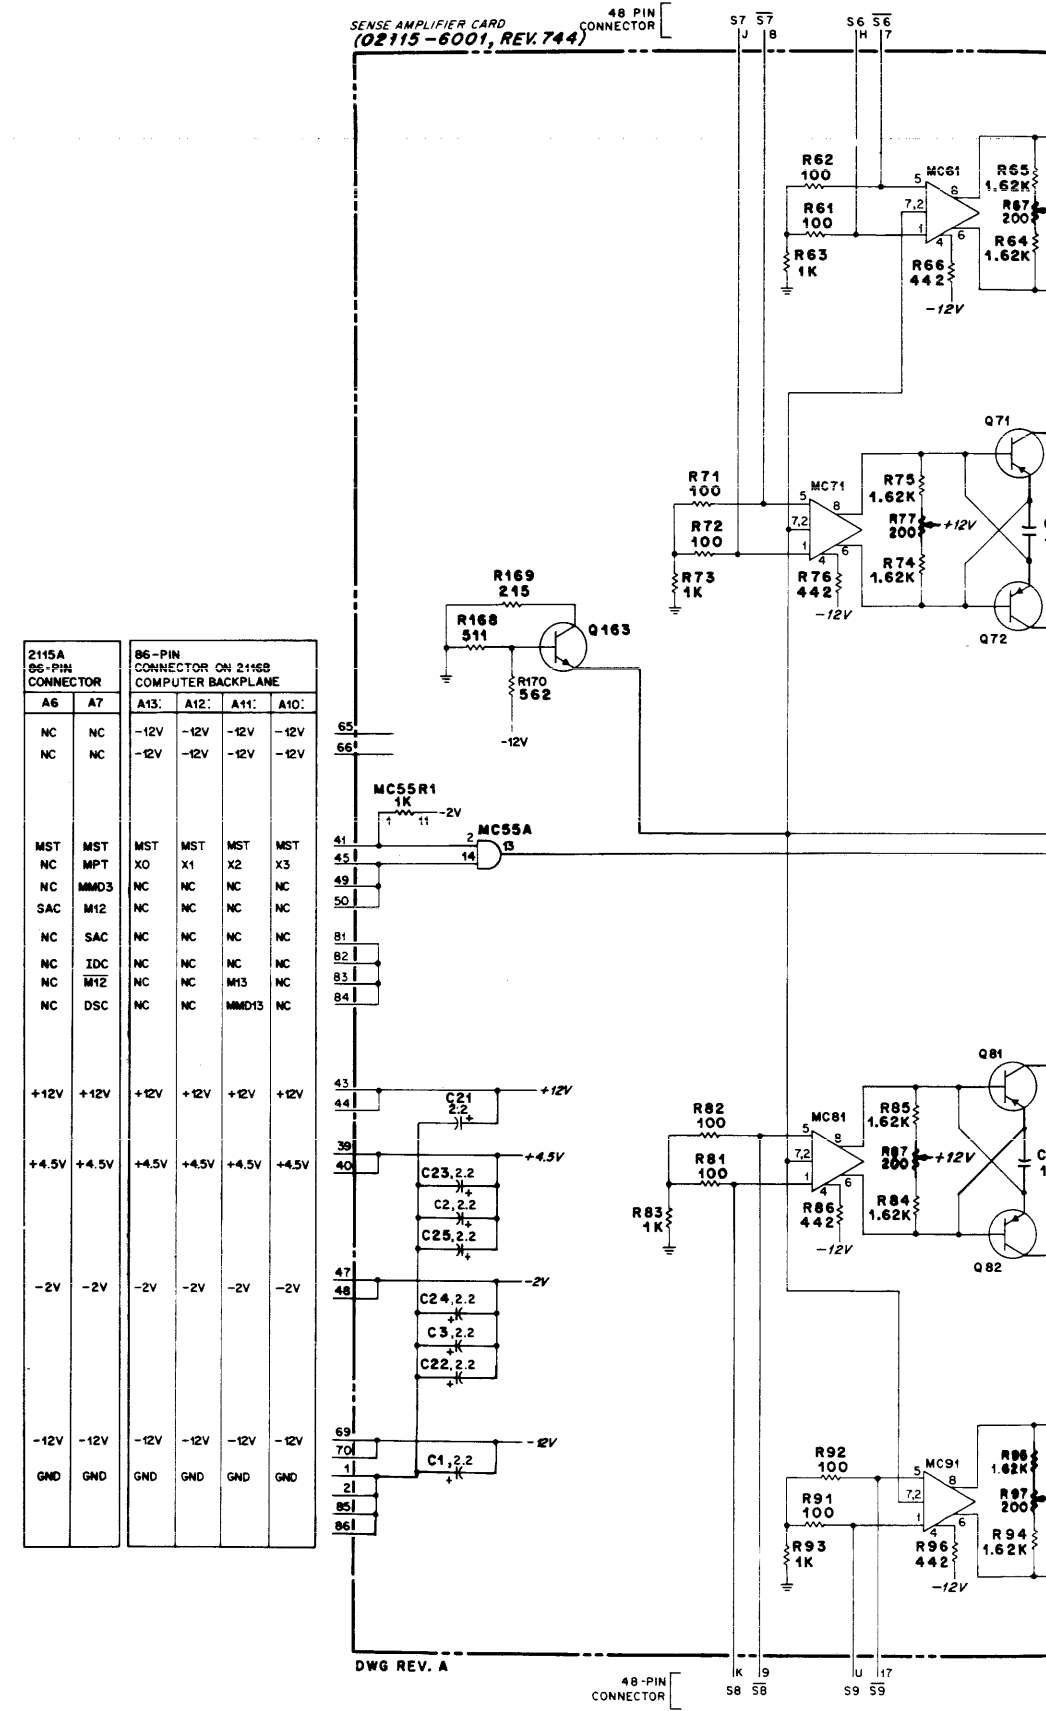 SENSE AMPLIFIER CARD
(02115-6001, REV. 744)
48 PIN
CONNECTOR
S7 S̅7̅ S6 S̅6̅
J 8 H 7
R62
100
R61
100
R63
1K
MC61
5
7,2
1
8
4 6
R66
442
-12V
R65
1.62K
R67
200
R64
1.62K
Q71
R71
100
R72
100
R73
1K
MC71
5
7,2
1
8
4 6
R76
442
-12V
R75
1.62K
R77
200
+12V
R74
1.62K
Q72
R169
215
R168
511
Q163
R170
562
-12V
2115A
86-PIN
CONNECTOR
86-PIN
CONNECTOR ON 2116B
COMPUTER BACKPLANE
A6 A7 A13: A12: A11: A10:
NC NC -12V -12V -12V -12V 65
NC NC -12V -12V -12V -12V 66
MC55R1
1K
1 11 -2V
MC55A
2
14
13
MST MST MST MST MST MST 41
NC MPT X0 X1 X2 X3 45
NC MMD3 NC NC NC NC 49
SAC M12 NC NC NC NC 50
NC SAC NC NC NC NC 81
NC IDC NC NC NC NC 82
NC M̅1̅2̅ NC NC M13 NC 83
NC DSC NC NC MMD13 NC 84
+12V +12V +12V +12V +12V +12V 43
44
+12V
C21
2.2
+
+4.5V +4.5V +4.5V +4.5V +4.5V +4.5V 39
40
+4.5V
C23,2.2
+
C2,2.2
+
C25,2.2
+
-2V -2V -2V -2V -2V -2V 47
48
-2V
C24,2.2
+
C3,2.2
+
C22,2.2
+
-12V -12V -12V -12V -12V -12V 69
70
-12V
GND GND GND GND GND GND 1
2
85
86
C1,2.2
+
Q81
R82
100
R81
100
R83
1K
MC81
5
7,2
1
8
4 6
R86
442
-12V
R85
1.62K
R87
200
+12V
R84
1.62K
C
1
Q82
R92
100
R91
100
R93
1K
MC91
5
7,2
1
8
4 6
R96
442
-12V
1.62K
R97
200
R94
1.62K
DWG REV. A
48-PIN
CONNECTOR
K 9 U 17
S8 S̅8̅ S9 S̅9̅